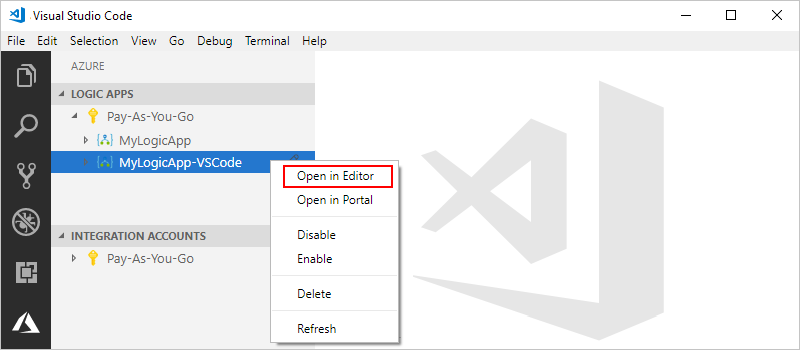 Visual Studio Code
File Edit Selection View Go Debug Terminal Help
AZURE
LOGIC APPS
Pay-As-You-Go
MyLogicApp
MyLogicApp-VSCode
Open in Editor
Open in Portal
Disable
Enable
Delete
Refresh
INTEGRATION ACCOUNTS
Pay-As-You-Go